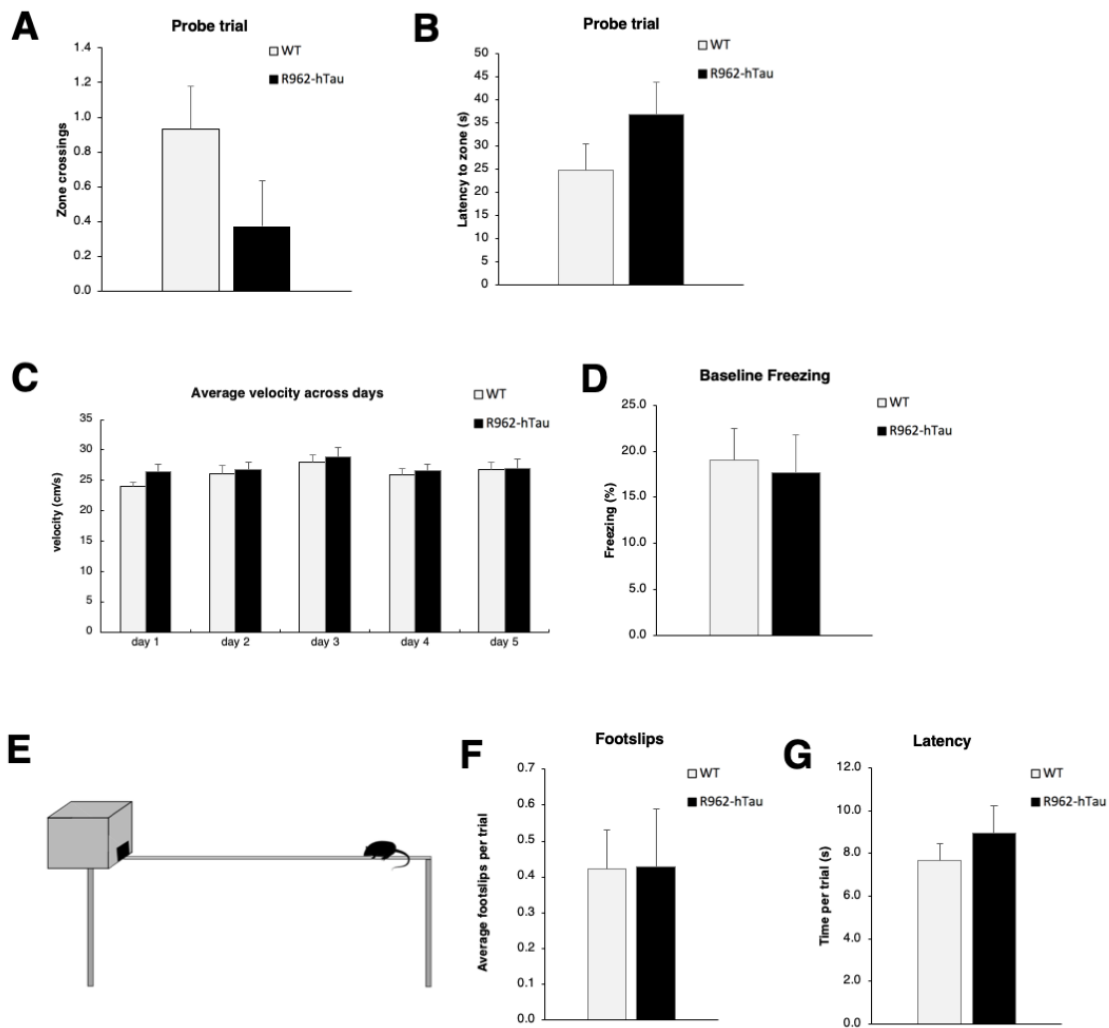 A
Probe trial
WT
R962-hTau
Zone crossings
1.4
1.2
1.0
0.8
0.6
0.4
0.2
0.0
B
Probe trial
WT
R962-hTau
Latency to zone (s)
50
45
40
35
30
25
20
15
10
5
0
C
Average velocity across days
WT
R962-hTau
velocity (cm/s)
35
30
25
20
15
10
5
0
day 1
day 2
day 3
day 4
day 5
D
Baseline Freezing
WT
R962-hTau
Freezing (%)
25.0
20.0
15.0
10.0
5.0
0.0
E
F
Footslips
WT
R962-hTau
Average footslips per trial
0.7
0.6
0.5
0.4
0.3
0.2
0.1
0.0
G
Latency
WT
R962-hTau
Time per trial (s)
12.0
10.0
8.0
6.0
4.0
2.0
0.0